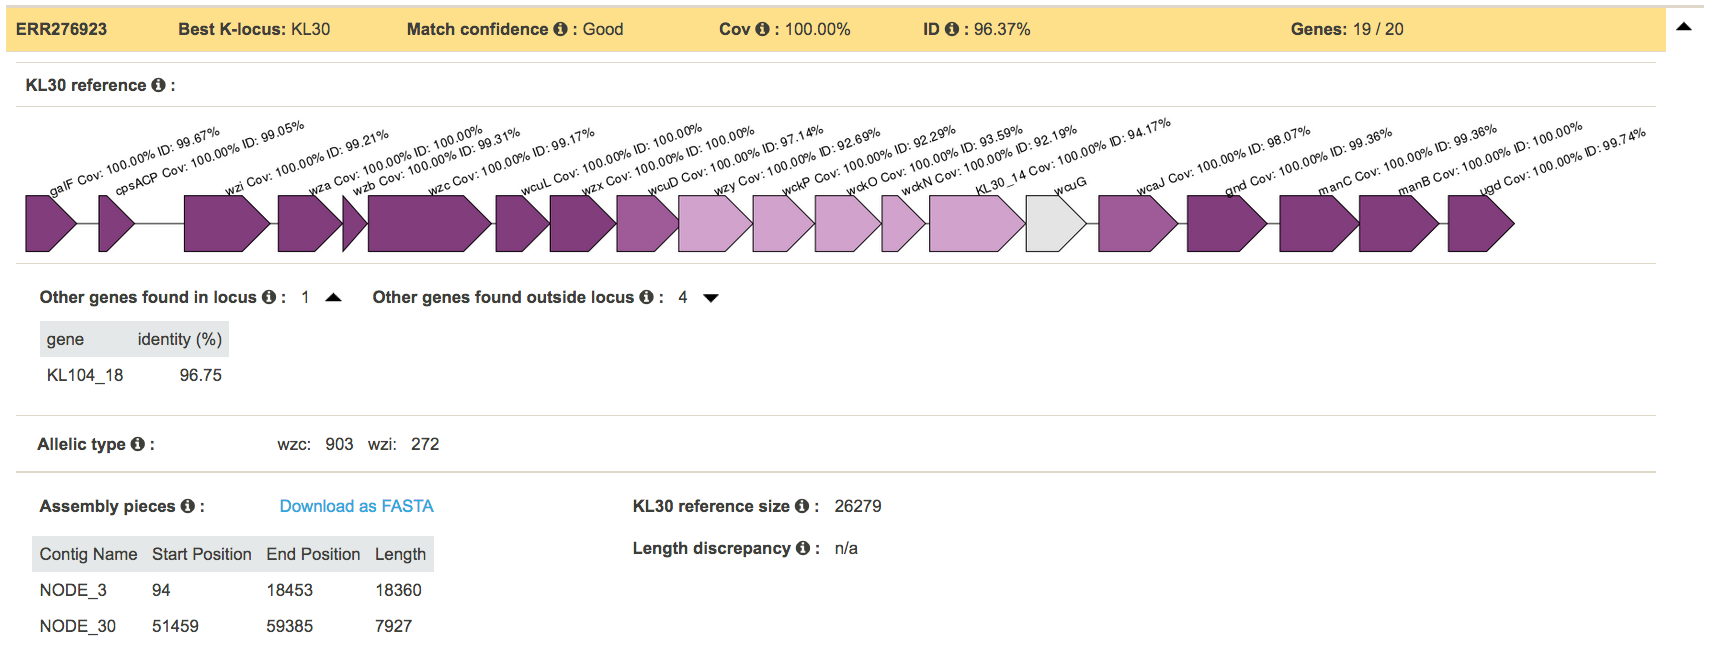 ERR276923 Best K-locus: KL30 Match confidence : Good Cov : 100.00% ID : 96.37% Genes: 19 / 20
KL30 reference :
galF Cov: 100.00% ID: 99.67%
cpsACP Cov: 100.00% ID: 99.05%
wzi Cov: 100.00% ID: 99.21%
wza Cov: 100.00% ID: 100.00%
wzb Cov: 100.00% ID: 99.31%
wzc Cov: 100.00% ID: 99.17%
wcuL Cov: 100.00% ID: 100.00%
wzx Cov: 100.00% ID: 100.00%
wcuD Cov: 100.00% ID: 97.14%
wzy Cov: 100.00% ID: 92.69%
wckP Cov: 100.00% ID: 92.29%
wckO Cov: 100.00% ID: 93.59%
wckN Cov: 100.00% ID: 92.19%
KL30_14 Cov: 100.00% ID: 94.17%
wcuG
wcaJ Cov: 100.00% ID: 98.07%
gnd Cov: 100.00% ID: 99.36%
manC Cov: 100.00% ID: 99.36%
manB Cov: 100.00% ID: 100.00%
ugd Cov: 100.00% ID: 99.74%
Other genes found in locus : 1 Other genes found outside locus : 4
gene identity (%)
KL104_18 96.75
Allelic type : wzc: 903 wzi: 272
Assembly pieces : Download as FASTA KL30 reference size : 26279
Length discrepancy : n/a
Contig Name Start Position End Position Length
NODE_3 94 18453 18360
NODE_30 51459 59385 7927